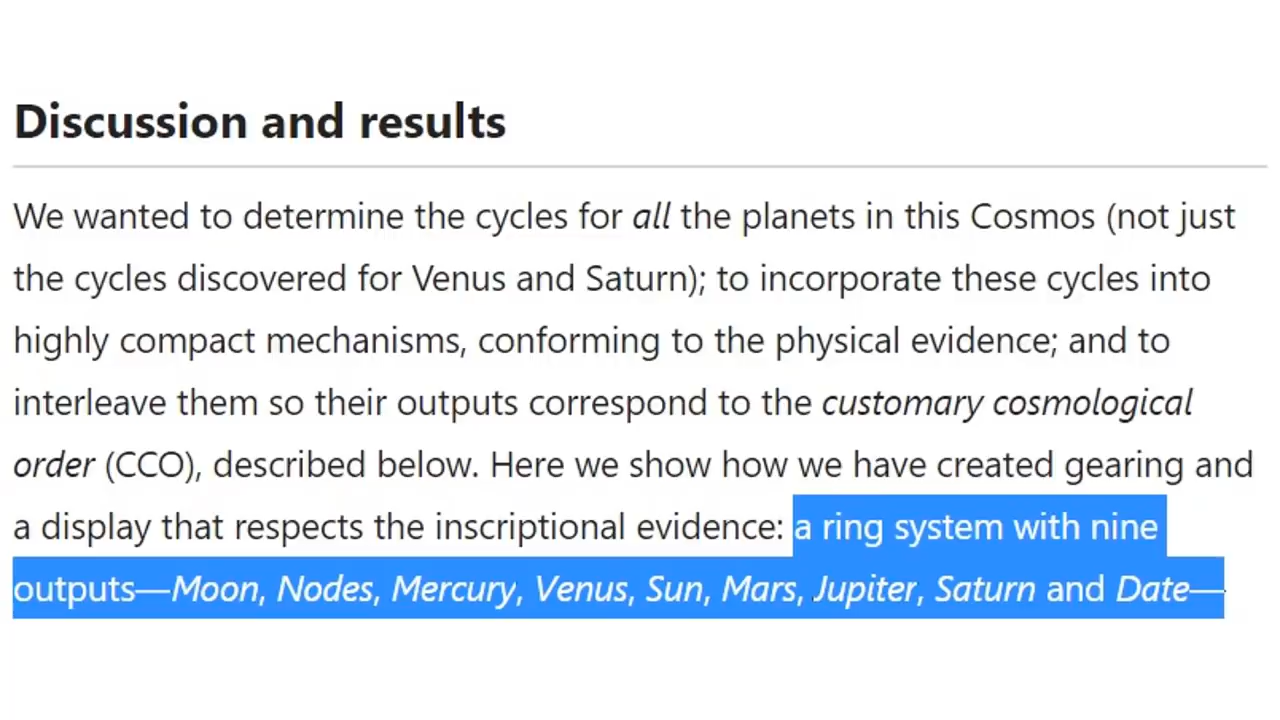 Discussion and results
We wanted to determine the cycles for all the planets in this Cosmos (not just
the cycles discovered for Venus and Saturn); to incorporate these cycles into
highly compact mechanisms, conforming to the physical evidence; and to
interleave them so their outputs correspond to the customary cosmological
order (CCO), described below. Here we show how we have created gearing and
a display that respects the inscriptional evidence: a ring system with nine
outputs—Moon, Nodes, Mercury, Venus, Sun, Mars, Jupiter, Saturn and Date—